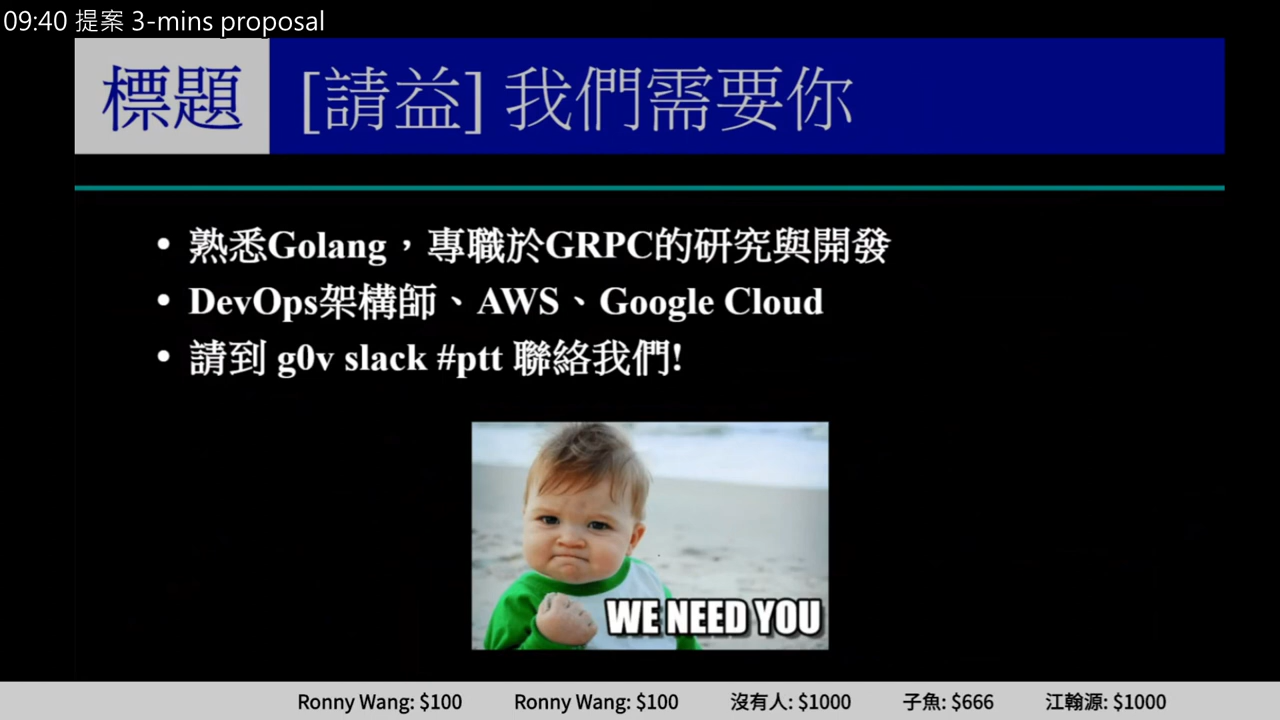 09:40 提案 3-mins proposal
標題 [請益] 我們需要你
• 熟悉Golang，專職於GRPC的研究與開發
• DevOps架構師、AWS、Google Cloud
• 請到 g0v slack #ptt 聯絡我們!
WE NEED YOU
Ronny Wang: $100 Ronny Wang: $100 沒有人: $1000 子魚: $666 江翰源: $1000